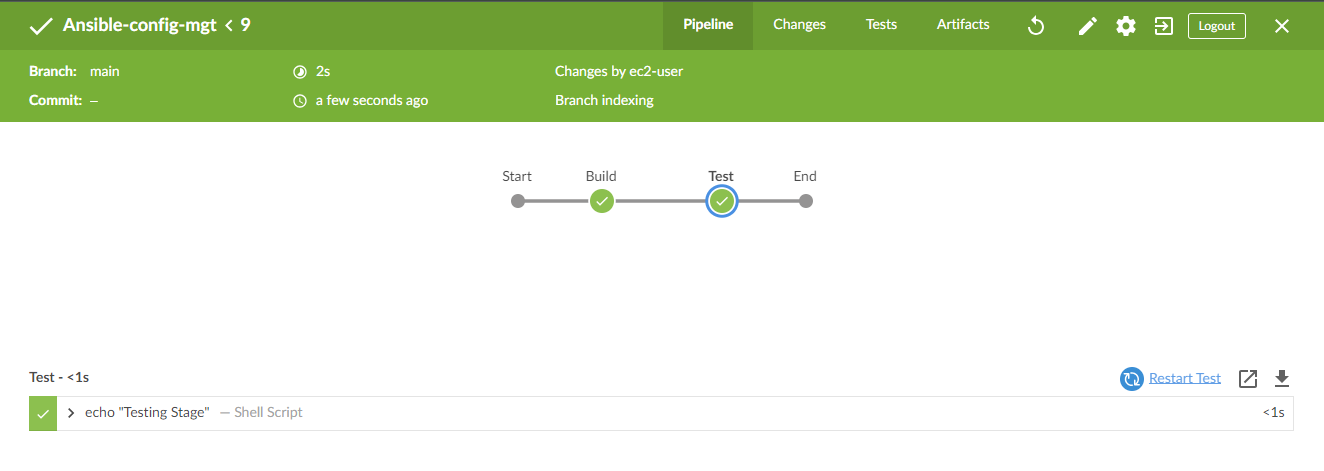 Ansible-config-mgt < 9
Pipeline
Changes
Tests
Artifacts
Logout
Branch: main
2s
Changes by ec2-user
Commit: –
a few seconds ago
Branch indexing
Start
Build
Test
End
Test - <1s
Restart Test
echo "Testing Stage" — Shell Script
<1s